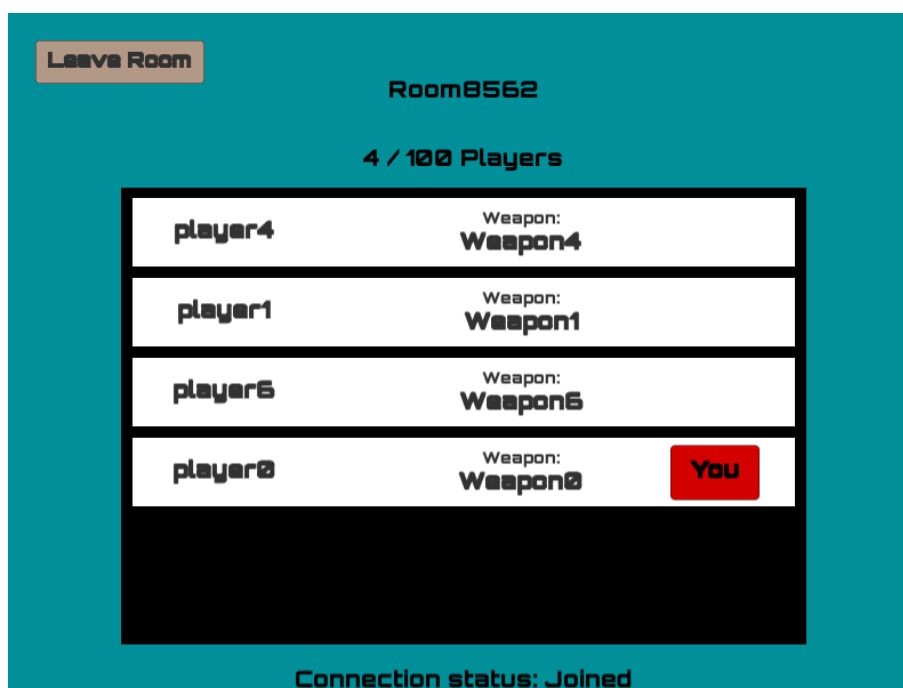 Leave Room
Room8562
4 / 100 Players
player4
Weapon:
Weapon4
player1
Weapon:
Weapon1
player6
Weapon:
Weapon6
player0
Weapon:
Weapon0
You
Connection status: Joined